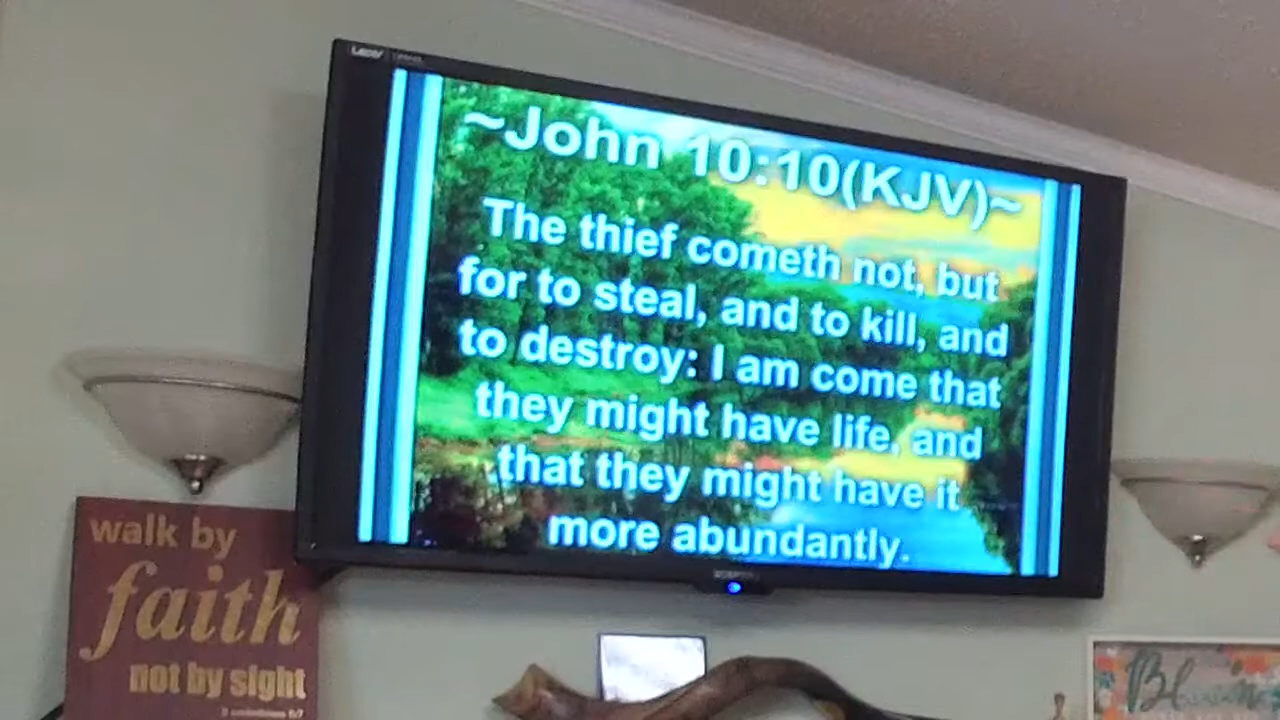 ~John 10:10(KJV)~
The thief cometh not, but
for to steal, and to kill, and
to destroy: I am come that
they might have life, and
that they might have it
more abundantly.
walk by
faith
not by sight